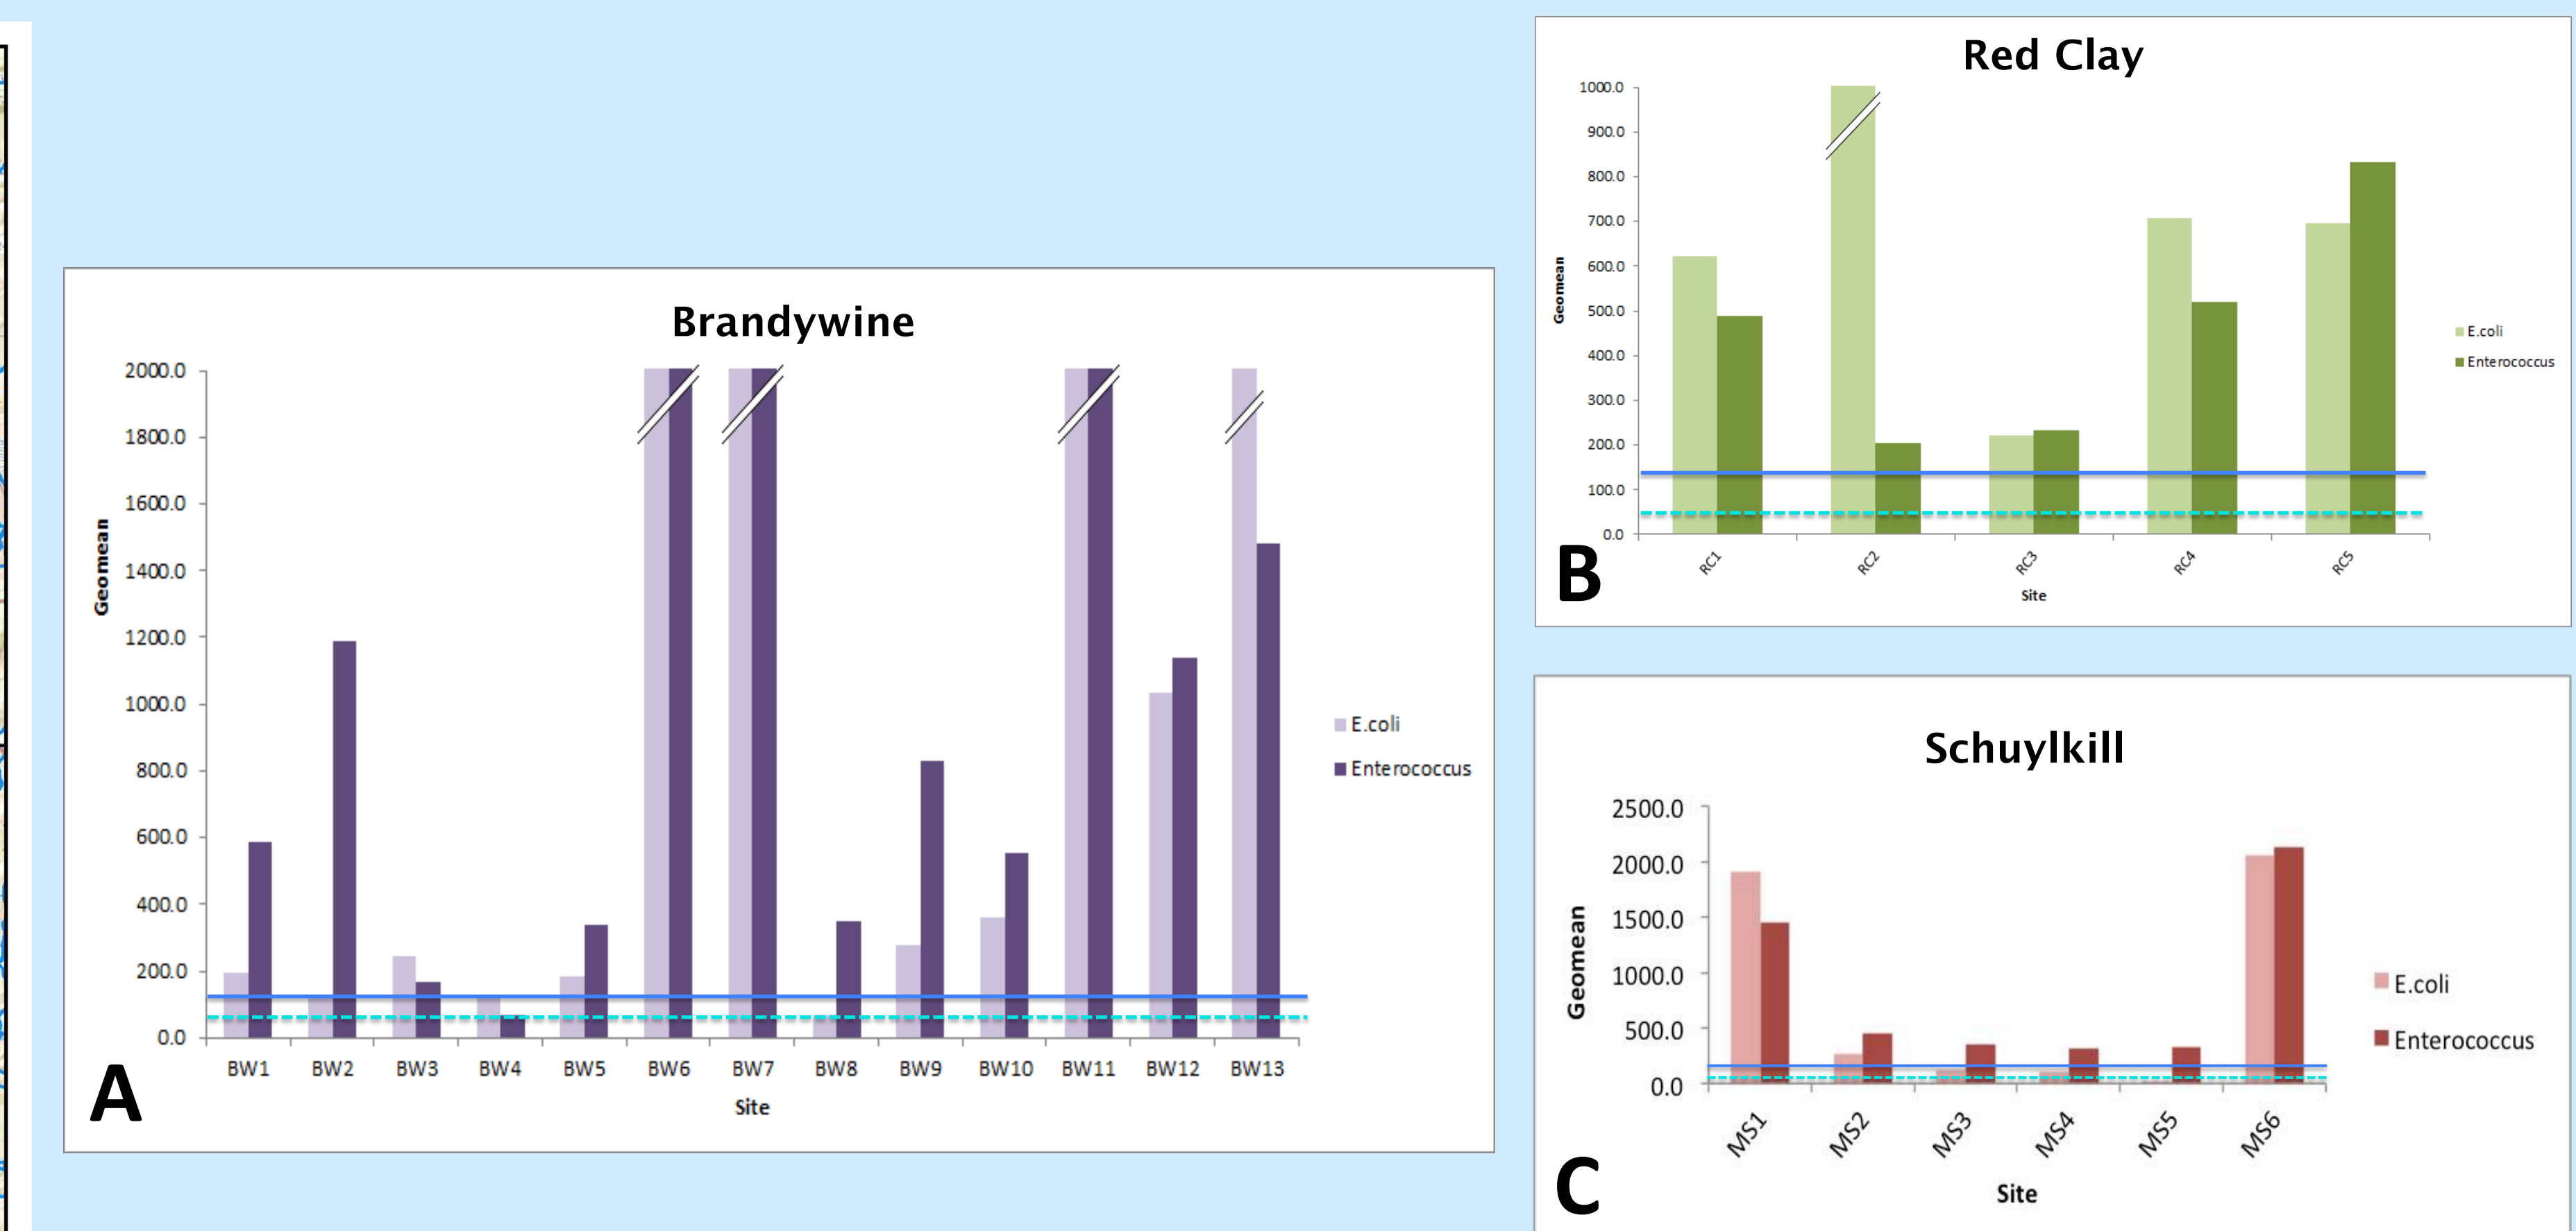 Brandywine
2000.0
1800.0
1600.0
1400.0
1200.0
1000.0
800.0
600.0
400.0
200.0
0.0
Geomean
BW1 BW2 BW3 BW4 BW5 BW6 BW7 BW8 BW9 BW10 BW11 BW12 BW13
Site
E.coli
Enterococcus
A
Red Clay
1000.0
900.0
800.0
700.0
600.0
500.0
400.0
300.0
200.0
100.0
0.0
Geomean
RC1 RC2 RC3 RC4 RC5
Site
E.coli
Enterococcus
B
Schuylkill
2500.0
2000.0
1500.0
1000.0
500.0
0.0
Geomean
MS1 MS2 MS3 MS4 MS5 MS6
Site
E.coli
Enterococcus
C